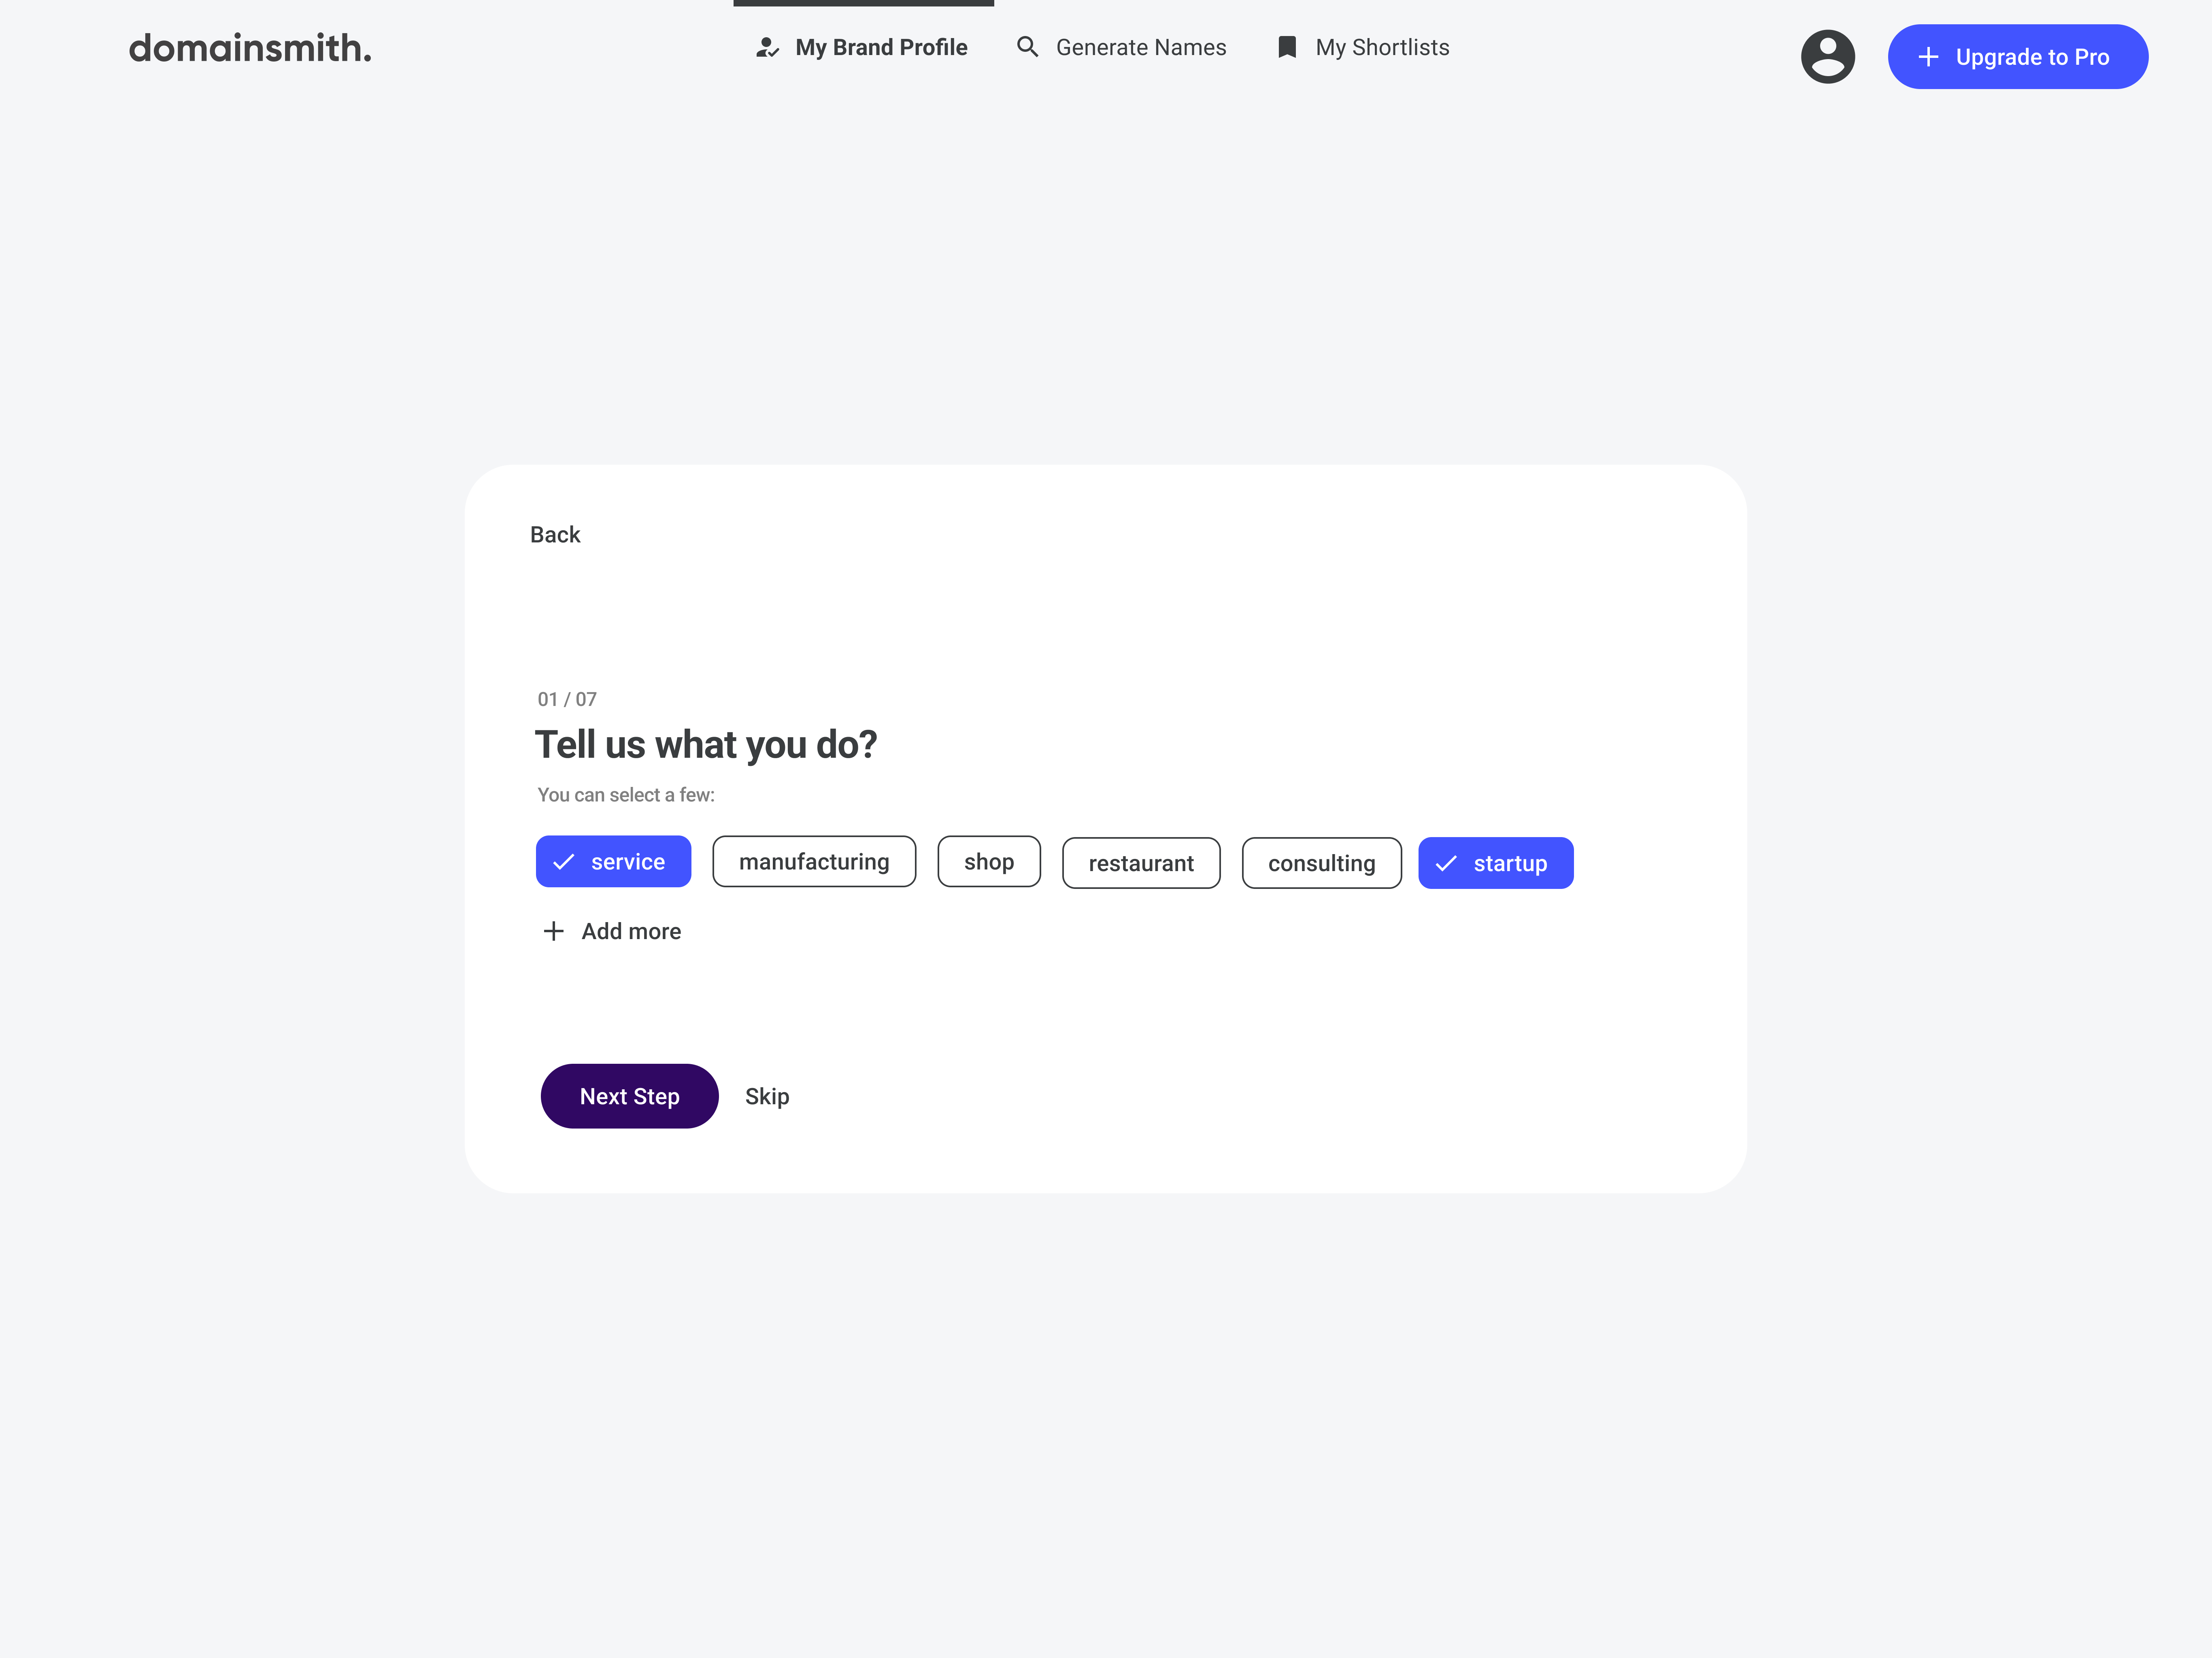 domainsmith.
My Brand Profile
Generate Names
My Shortlists
Upgrade to Pro
Back
01 / 07
Tell us what you do?
You can select a few:
service
manufacturing
shop
restaurant
consulting
startup
Add more
Next Step
Skip